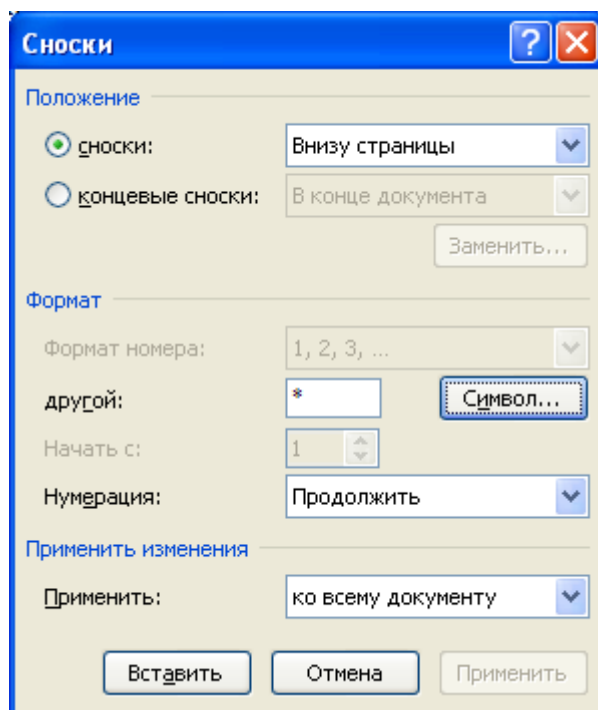 Сноски
Положение
сноски: Внизу страницы
концевые сноски: В конце документа
Заменить...
Формат
Формат номера: 1, 2, 3, ...
другой: * Символ...
Начать с: 1
Нумерация: Продолжить
Применить изменения
Применить: ко всему документу
Вставить Отмена Применить